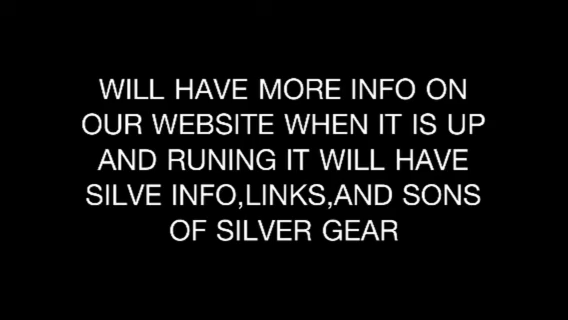 WILL HAVE MORE INFO ON
OUR WEBSITE WHEN IT IS UP
AND RUNING IT WILL HAVE
SILVE INFO,LINKS,AND SONS
OF SILVER GEAR